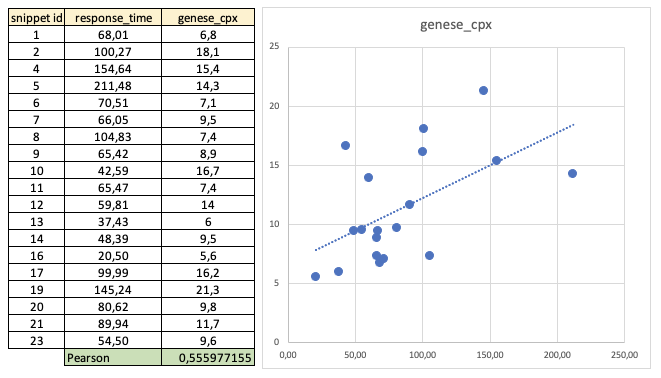 snippet id response_time genese_cpx
1 68,01 6,8
2 100,27 18,1
4 154,64 15,4
5 211,48 14,3
6 70,51 7,1
7 66,05 9,5
8 104,83 7,4
9 65,42 8,9
10 42,59 16,7
11 65,47 7,4
12 59,81 14
13 37,43 6
14 48,39 9,5
16 20,50 5,6
17 99,99 16,2
19 145,24 21,3
20 80,62 9,8
21 89,94 11,7
23 54,50 9,6
Pearson 0,555977155
genese_cpx
25
20
15
10
5
0
0,00 50,00 100,00 150,00 200,00 250,00